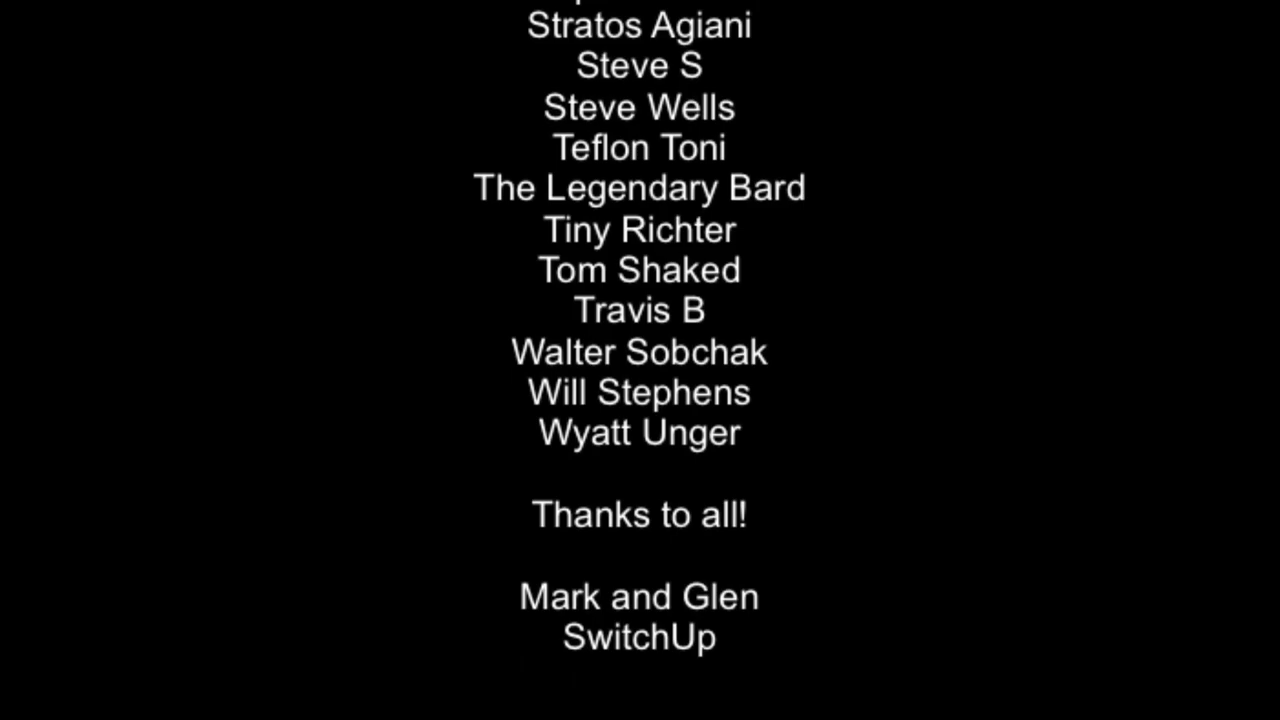 Stratos Agiani
Steve S
Steve Wells
Teflon Toni
The Legendary Bard
Tiny Richter
Tom Shaked
Travis B
Walter Sobchak
Will Stephens
Wyatt Unger
Thanks to all!
Mark and Glen
SwitchUp